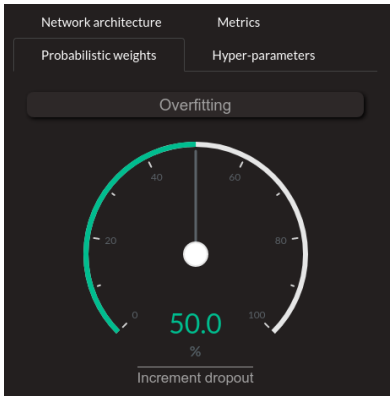 Network architecture
Metrics
Probabilistic weights
Hyper-parameters
Overfitting
40
60
20
80
0
50.0
100
%
Increment dropout